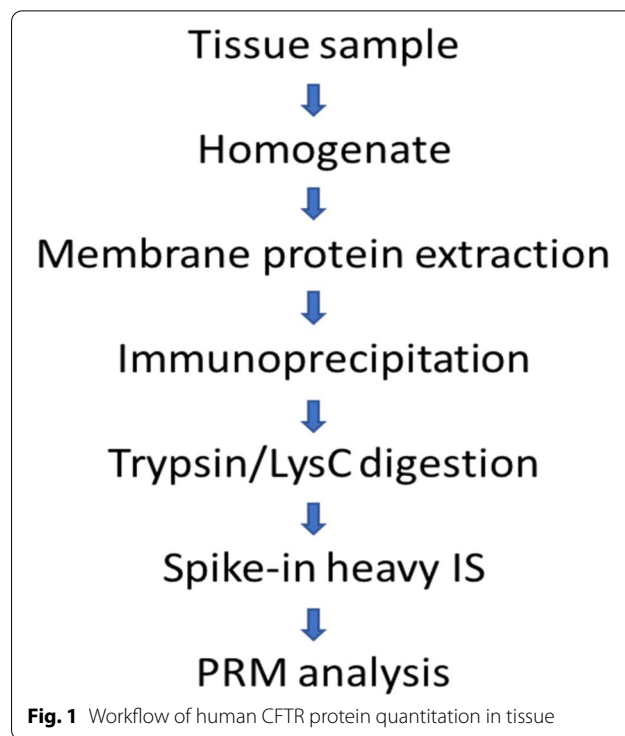 Tissue sample
Homogenate
Membrane protein extraction
Immunoprecipitation
Trypsin/LysC digestion
Spike-in heavy IS
PRM analysis
Fig. 1 Workflow of human CFTR protein quantitation in tissue